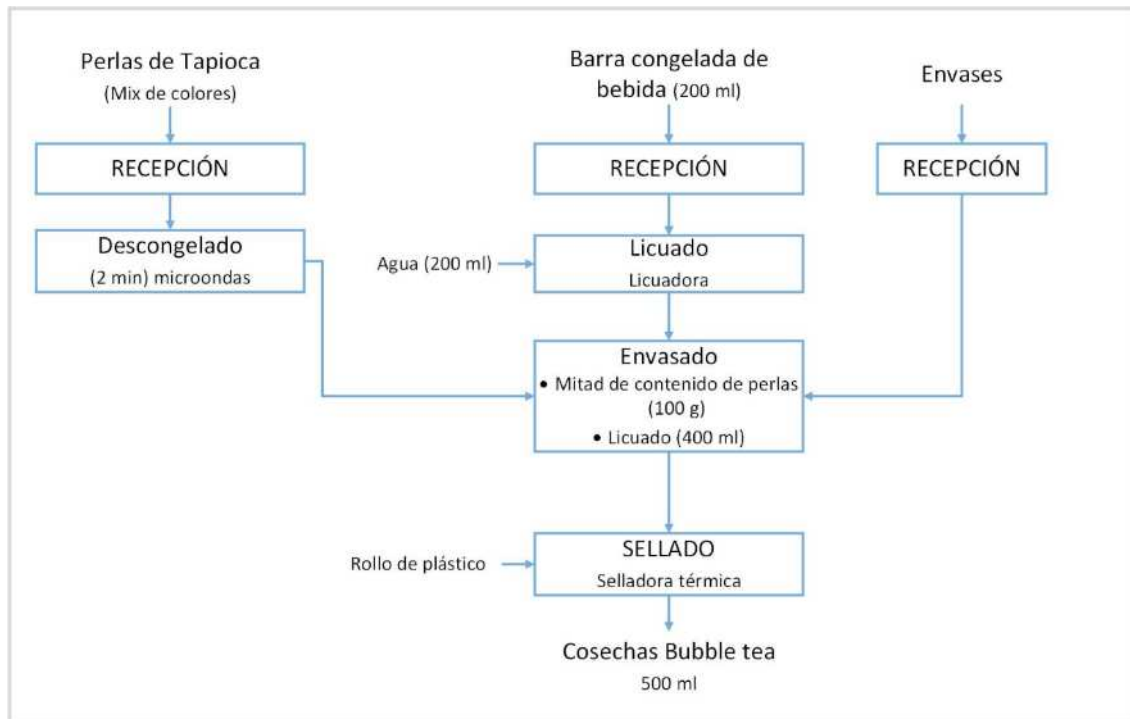 Perlas de Tapioca
(Mix de colores)
RECEPCIÓN
Descongelado
(2 min) microondas
Barra congelada de
bebida (200 ml)
RECEPCIÓN
Agua (200 ml)
Licuado
Licuadora
Envases
RECEPCIÓN
Envasado
• Mitad de contenido de perlas
(100 g)
• Licuado (400 ml)
Rollo de plástico
SELLADO
Selladora térmica
Cosechas Bubble tea
500 ml